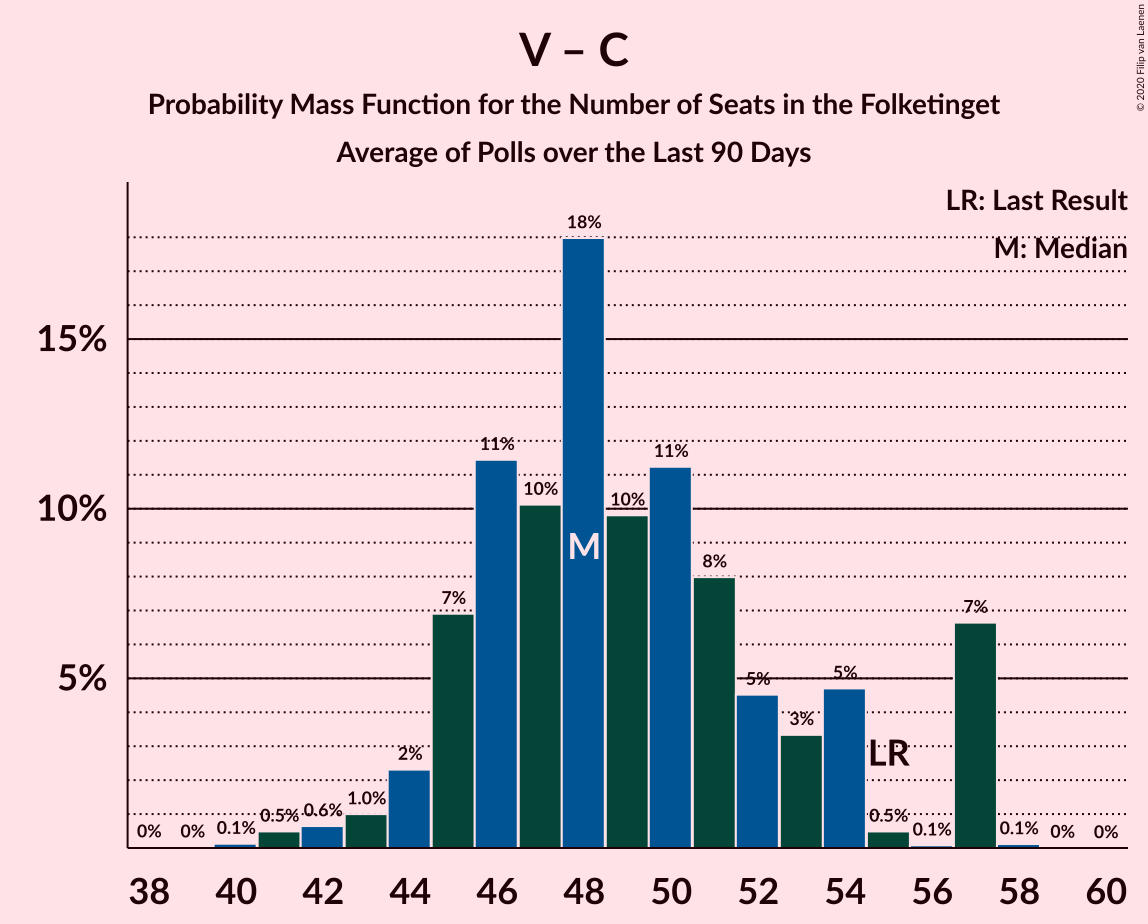 V – C
Probability Mass Function for the Number of Seats in the Folketinget
Average of Polls over the Last 90 Days
© 2020 Filip van Laenen
LR: Last Result
M: Median
15%
10%
5%
0%
0%
0.1%
0.5%
0.6%
1.0%
2%
7%
11%
10%
18%
10%
11%
8%
5%
3%
5%
0.5%
0.1%
7%
0.1%
0%
0%
M
LR
38 40 42 44 46 48 50 52 54 56 58 60